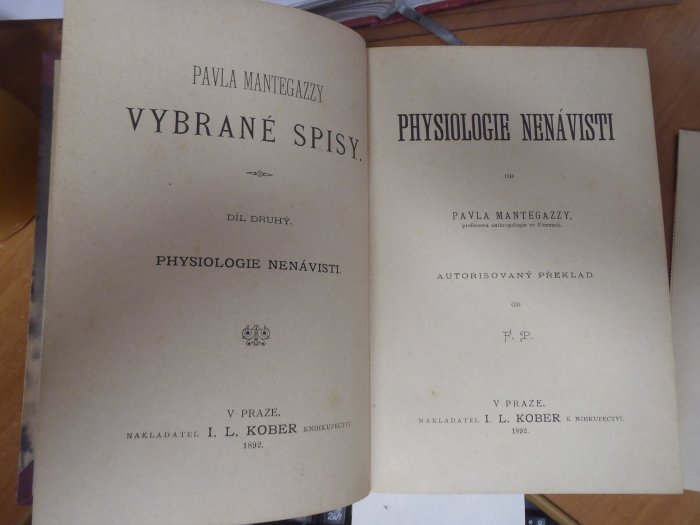 PAVLA MANTEGAZZY
VYBRANÉ SPISY.
DÍL DRUHÝ.
PHYSIOLOGIE NENÁVISTI.
V PRAZE.
NAKLADATEL I. L. KOBER KNIHKUPECTVÍ.
1892.
PHYSIOLOGIE NENÁVISTI
OD
PAVLA MANTEGAZZY,
professora anthropologie ve Florencii.
AUTORISOVANÝ PŘEKLAD
OD
F. P.
V PRAZE.
NAKLADATEL I. L. KOBER KNIHKUPECTVÍ.
1892.